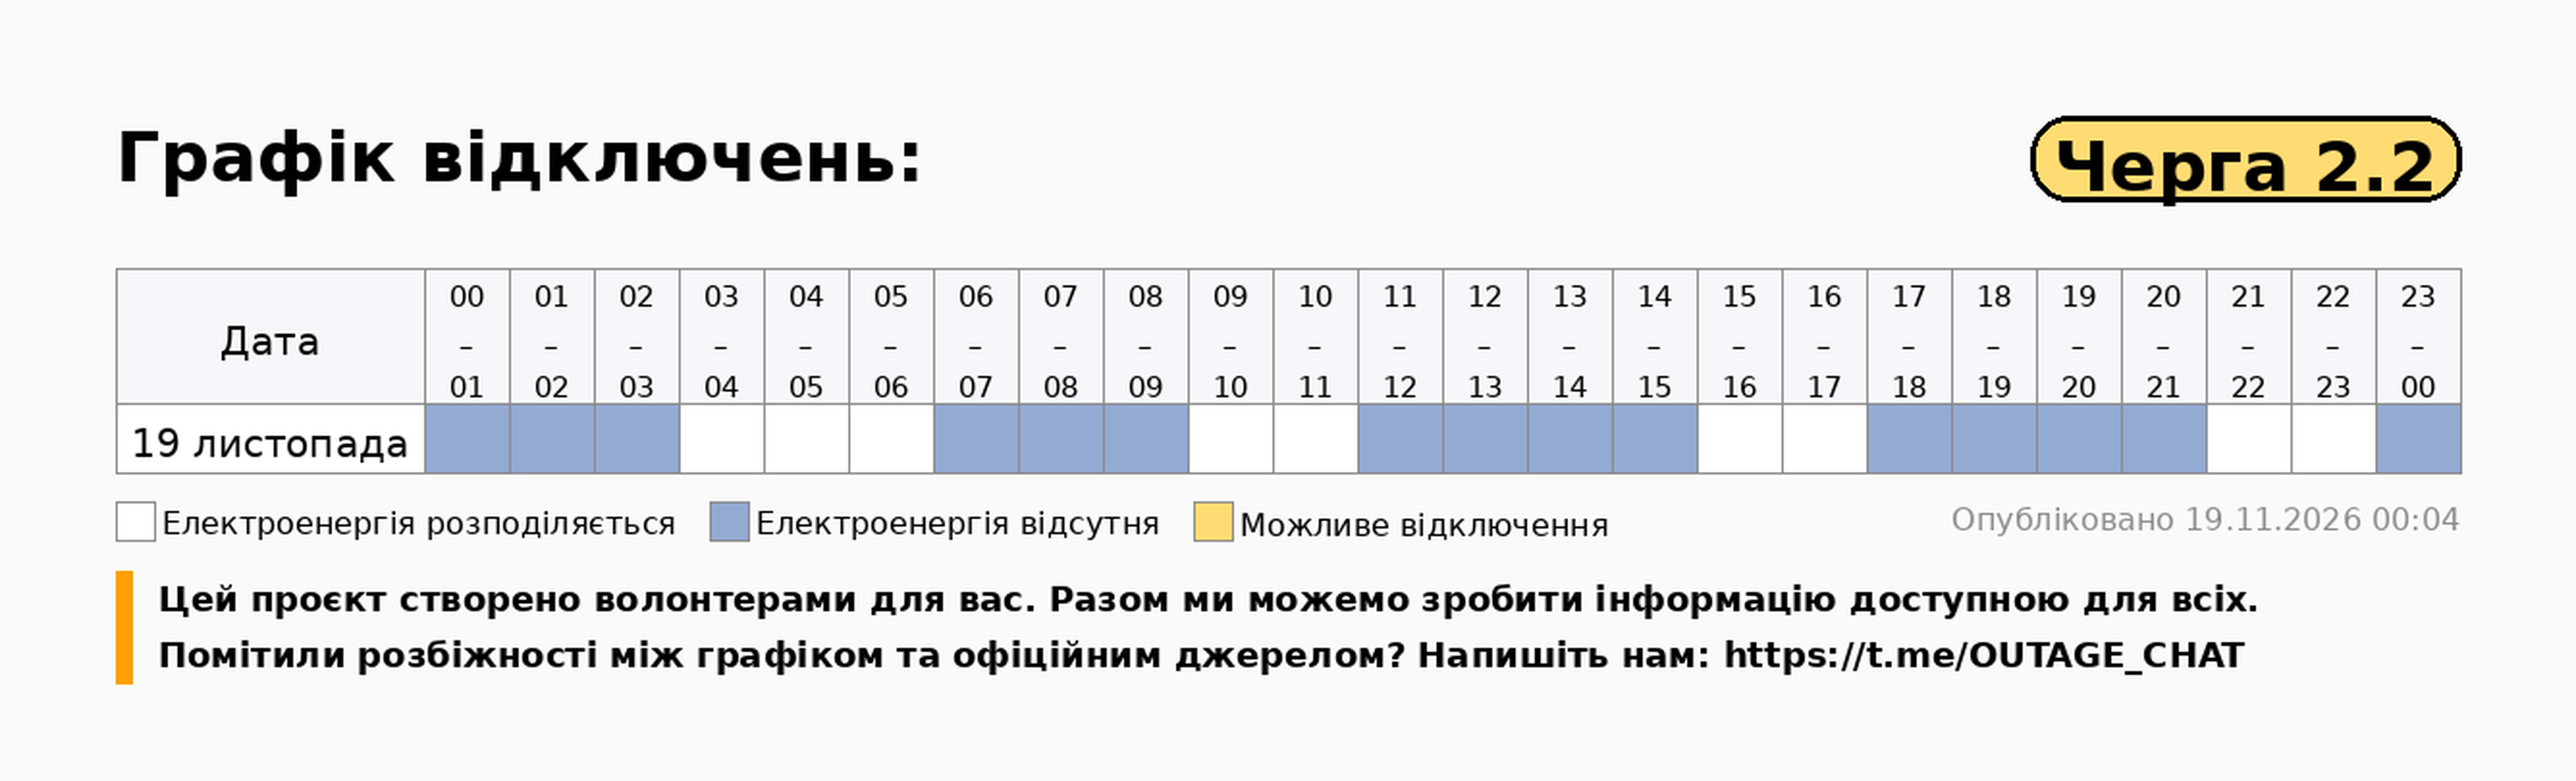 Графік відключень:
Черга 2.2
Дата
00 – 01
01 – 02
02 – 03
03 – 04
04 – 05
05 – 06
06 – 07
07 – 08
08 – 09
09 – 10
10 – 11
11 – 12
12 – 13
13 – 14
14 – 15
15 – 16
16 – 17
17 – 18
18 – 19
19 – 20
20 – 21
21 – 22
22 – 23
23 – 00
19 листопада
Електроенергія розподіляється
Електроенергія відсутня
Можливе відключення
Опубліковано 19.11.2026 00:04
Цей проєкт створено волонтерами для вас. Разом ми можемо зробити інформацію доступною для всіх.
Помітили розбіжності між графіком та офіційним джерелом? Напишіть нам: https://t.me/OUTAGE_CHAT